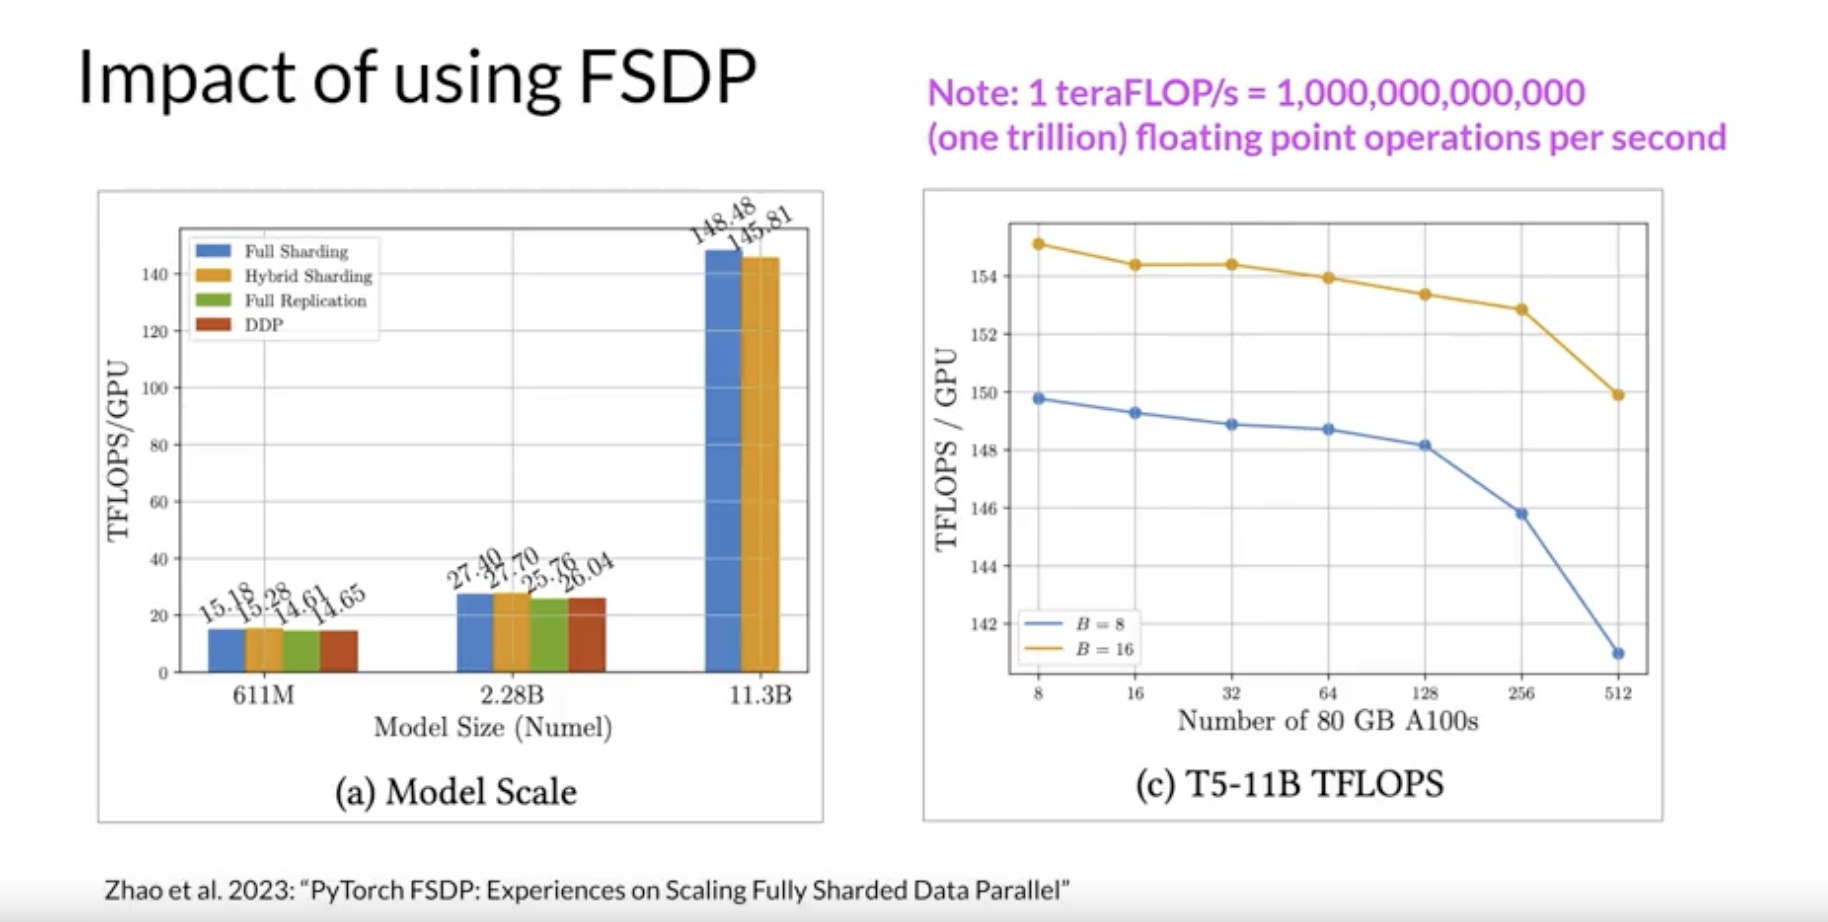 Impact of using FSDP
Note: 1 teraFLOP/s = 1,000,000,000,000
(one trillion) floating point operations per second
148.48
145.81
Full Sharding
Hybrid Sharding
Full Replication
DDP
140
120
100
80
60
40
20
0
TFLOPS/GPU
15.18
15.28
14.61
14.65
27.40
27.70
25.76
26.04
611M
2.28B
11.3B
Model Size (Numel)
(a) Model Scale
154
152
150
148
146
144
142
TFLOPS / GPU
B = 8
B = 16
8
16
32
64
128
256
512
Number of 80 GB A100s
(c) T5-11B TFLOPS
Zhao et al. 2023: “PyTorch FSDP: Experiences on Scaling Fully Sharded Data Parallel”